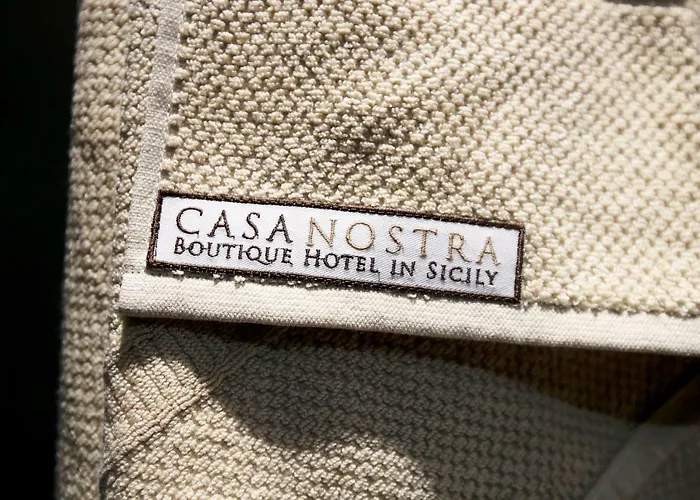 CASA NOSTRA
BOUTIQUE HOTEL IN SICILY